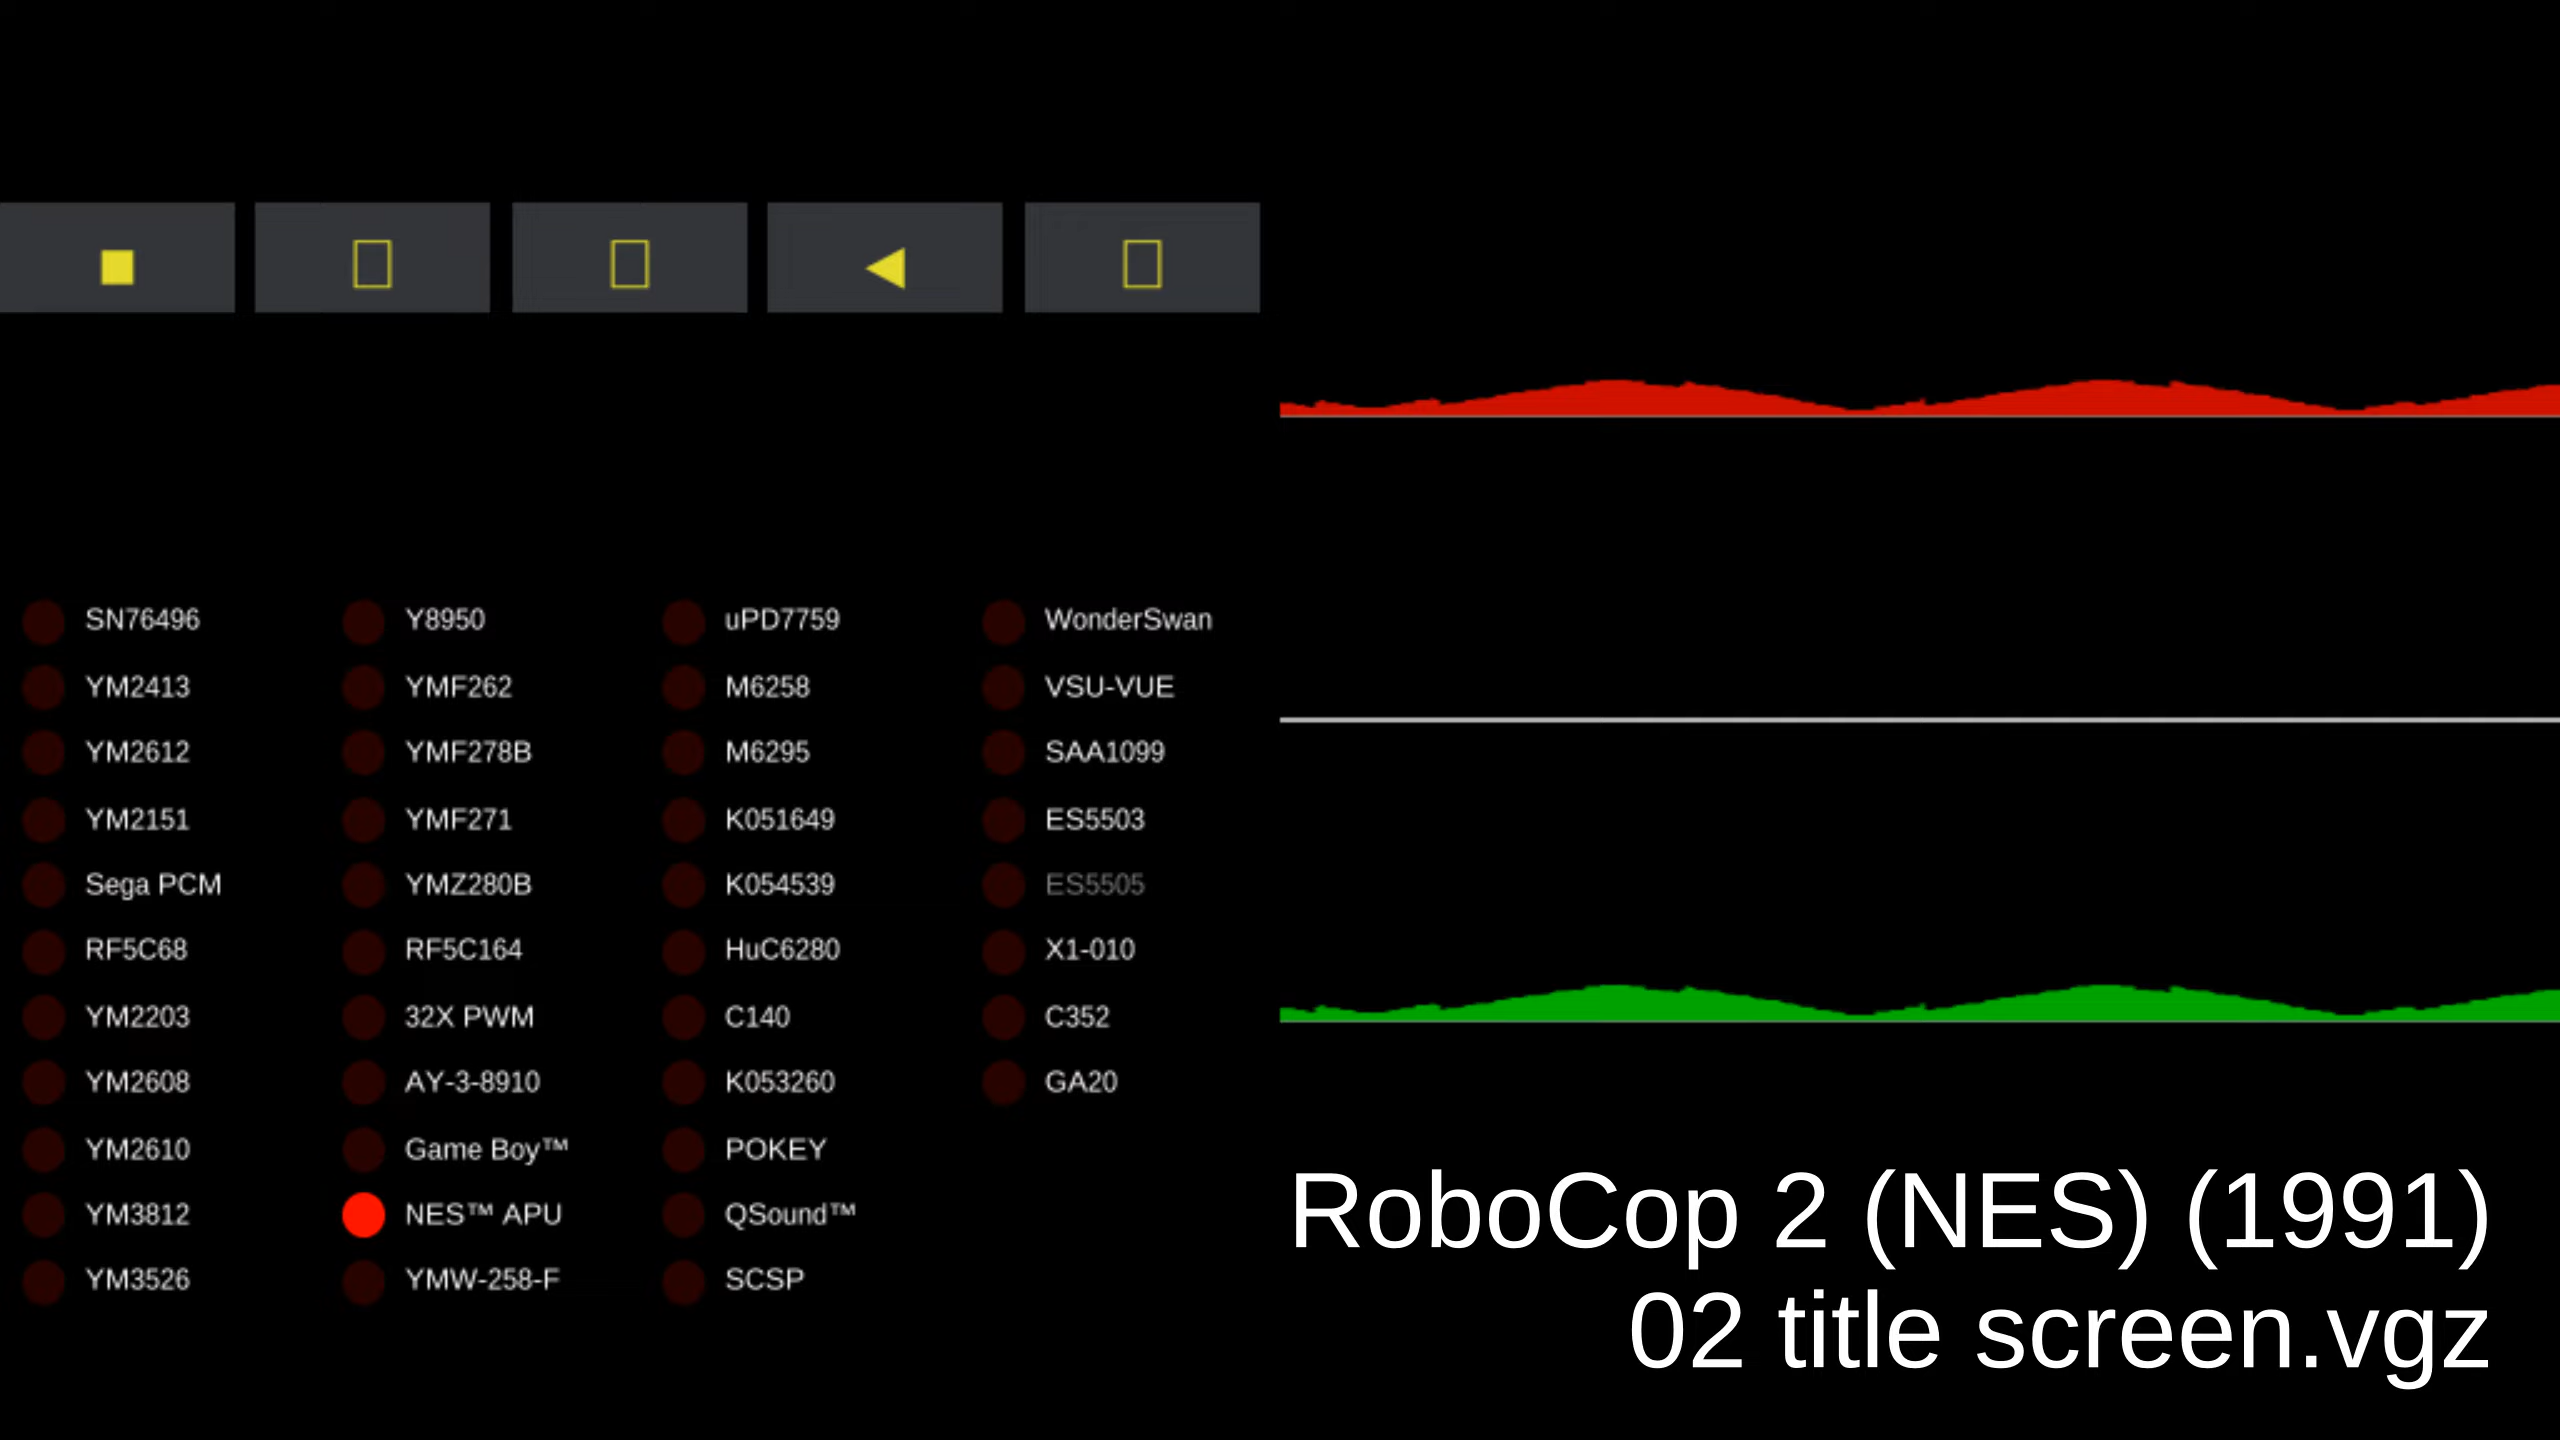 SN76496 Y8950 uPD7759 WonderSwan
YM2413 YMF262 M6258 VSU-VUE
YM2612 YMF278B M6295 SAA1099
YM2151 YMF271 K051649 ES5503
Sega PCM YMZ280B K054539 ES5505
RF5C68 RF5C164 HuC6280 X1-010
YM2203 32X PWM C140 C352
YM2608 AY-3-8910 K053260 GA20
YM2610 Game Boy™ POKEY
YM3812 NES™ APU QSound™
YM3526 YMW-258-F SCSP
RoboCop 2 (NES) (1991)
02 title screen.vgz